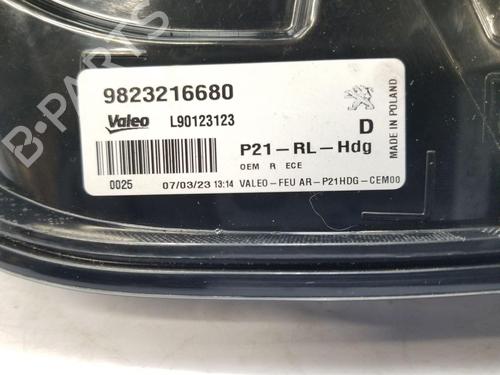 9823216680
Valeo L90123123
D
P21-RL-Hdg
OEM R ECE
0025 07/03/23 13:14 VALEO-FEU AR-P21HDG-CEM00
MADE IN POLAND
B-PARTS